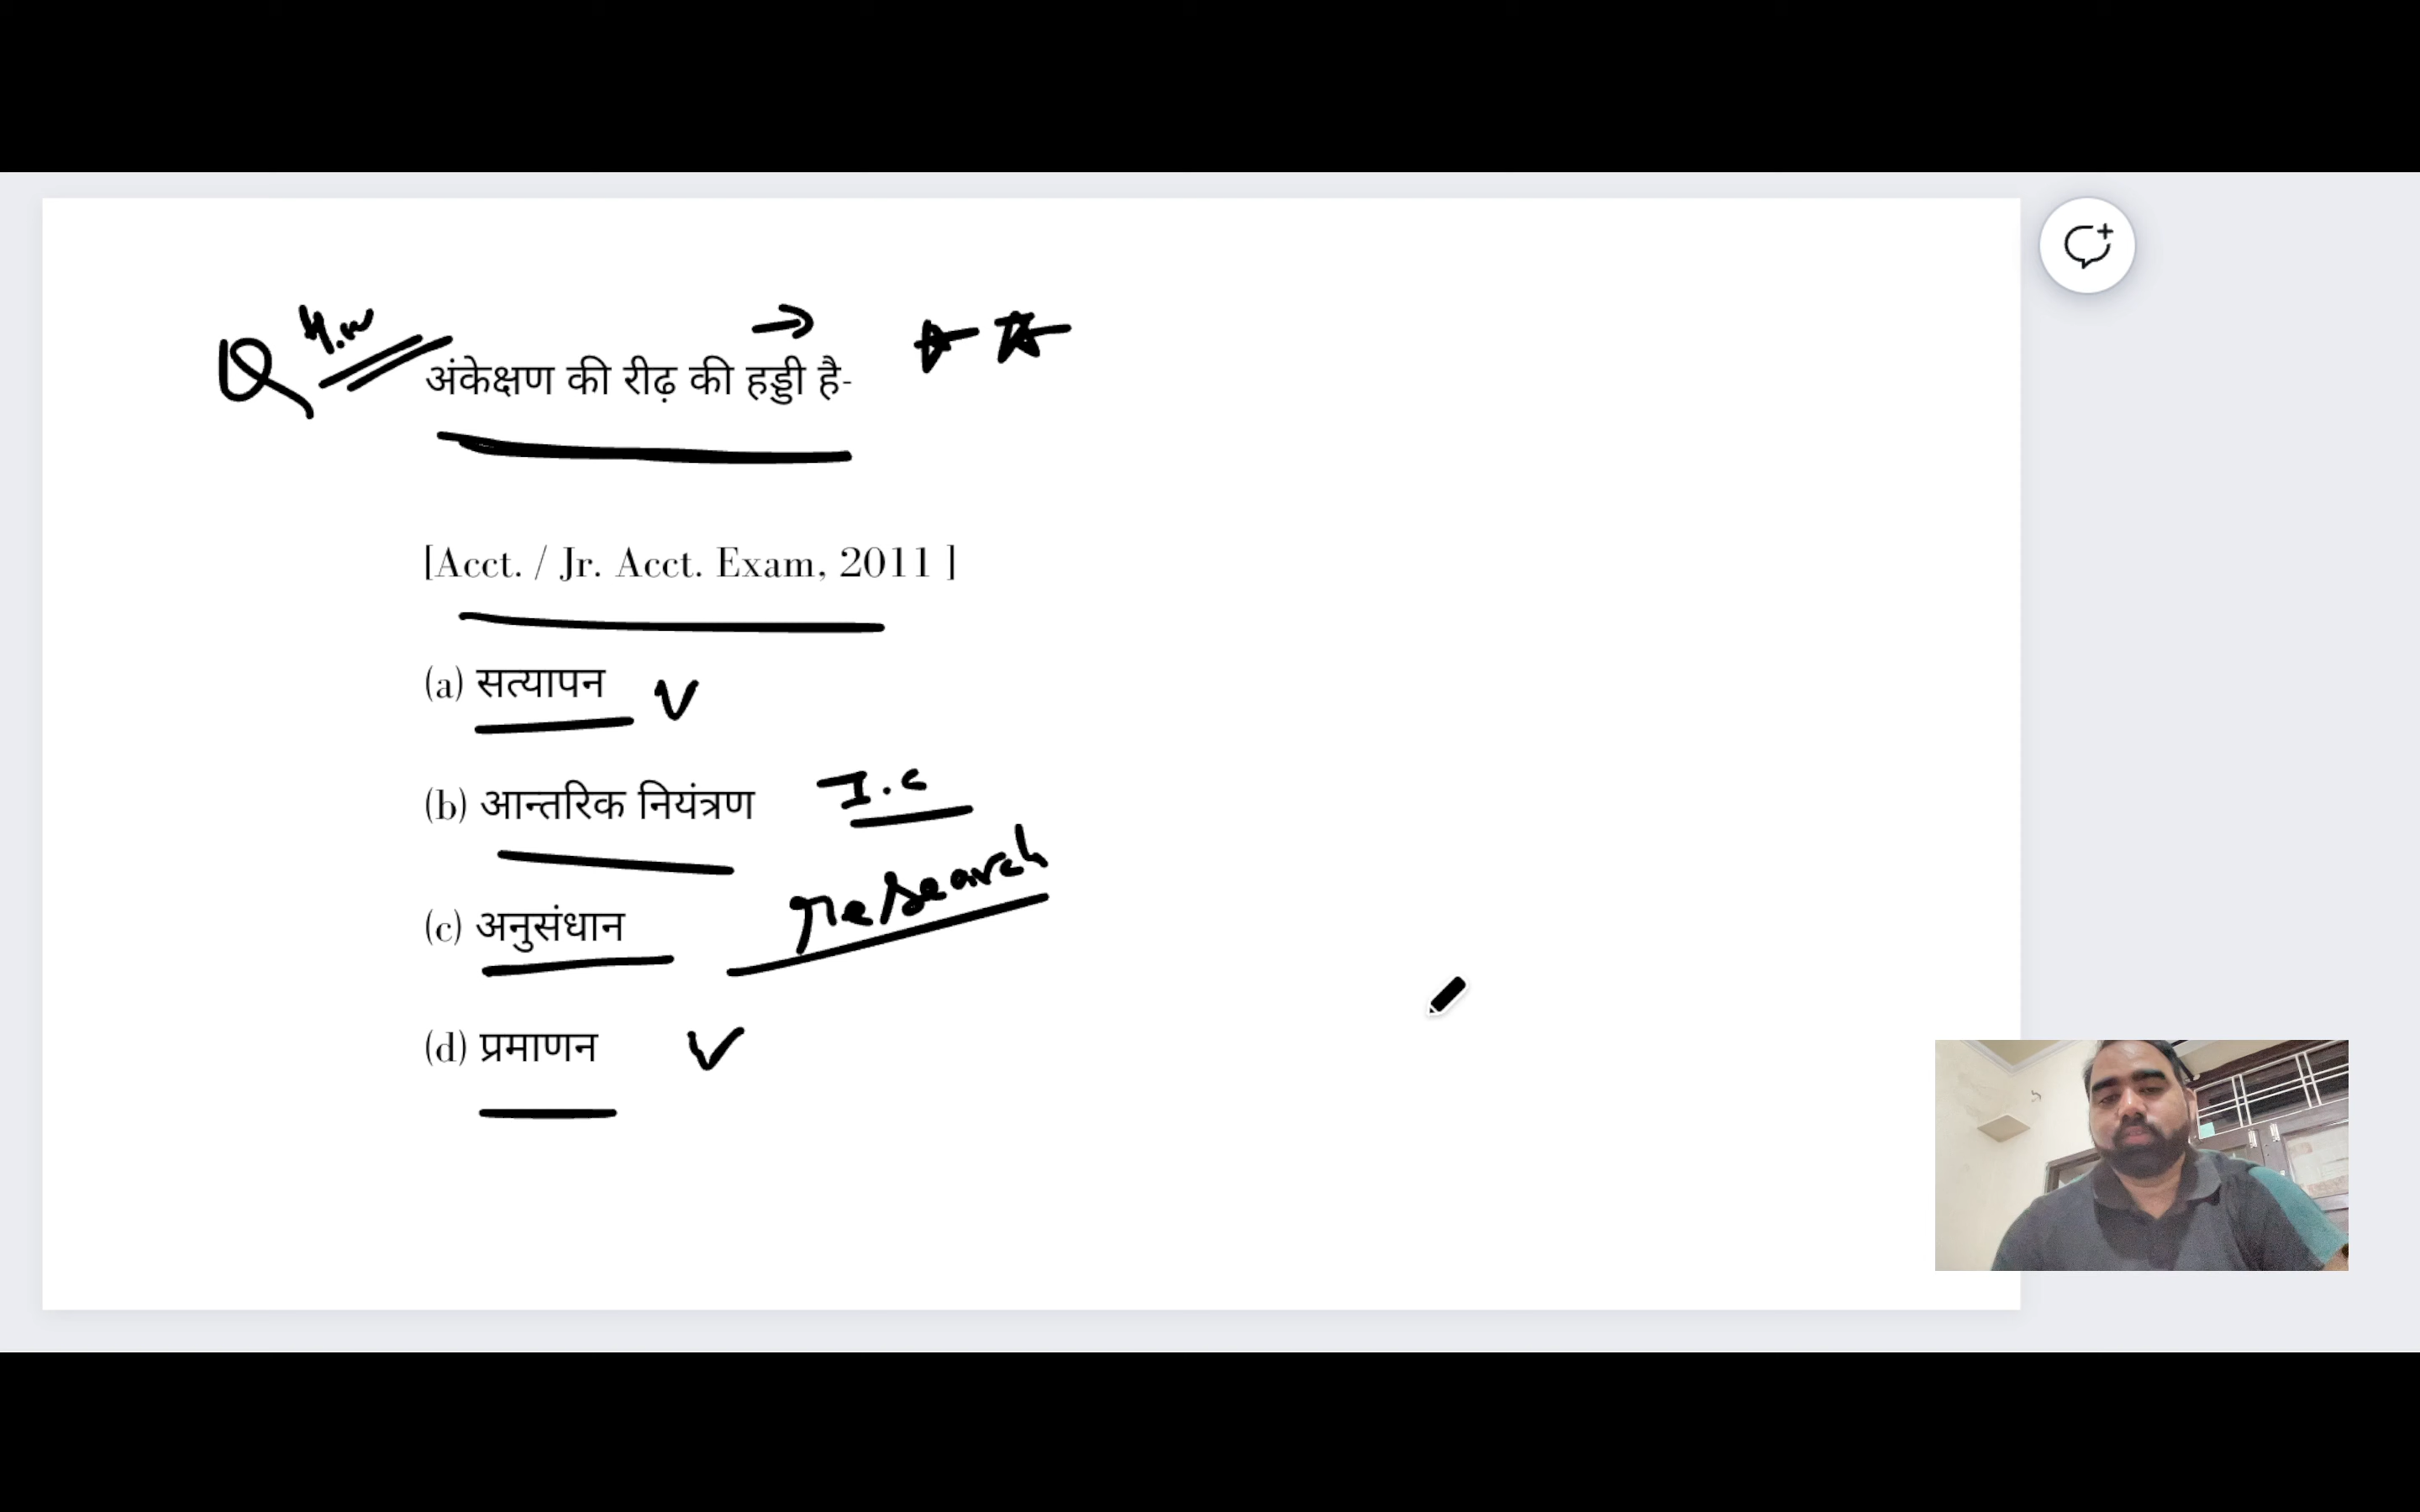 Q H.w
अंकेक्षण की रीढ़ की हड्डी है-
[Acct. / Jr. Acct. Exam, 2011 ]
(a) सत्यापन
(b) आन्तरिक नियंत्रण I.C
(c) अनुसंधान Research
(d) प्रमाणन